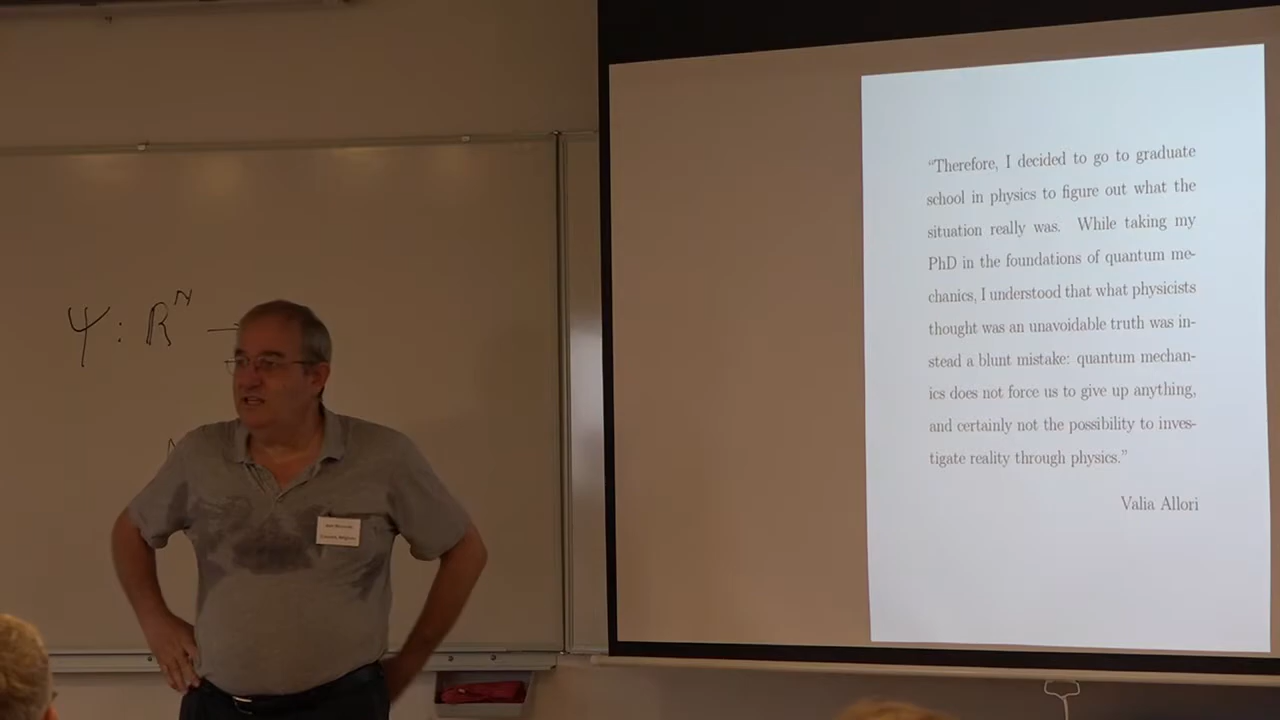 Ψ : R^N →
"Therefore, I decided to go to graduate
school in physics to figure out what the
situation really was. While taking my
PhD in the foundations of quantum me-
chanics, I understood that what physicists
thought was an unavoidable truth was in-
stead a blunt mistake: quantum mechan-
ics does not force us to give up anything,
and certainly not the possibility to inves-
tigate reality through physics."
Valia Allori